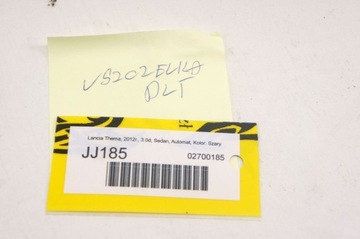 VS202ELILA
DLT
Lancia Thema, 2012r., 3.0d, Sedan, Automat, Kolor: Szary
JJ185
02700185